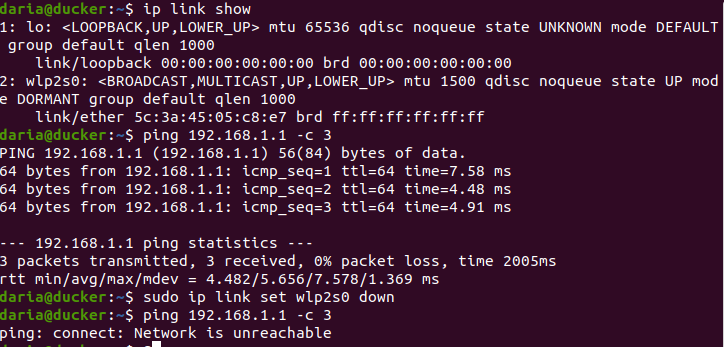 daria@ducker:~$ ip link show
1: lo: <LOOPBACK,UP,LOWER_UP> mtu 65536 qdisc noqueue state UNKNOWN mode DEFAULT
 group default qlen 1000
    link/loopback 00:00:00:00:00:00 brd 00:00:00:00:00:00
2: wlp2s0: <BROADCAST,MULTICAST,UP,LOWER_UP> mtu 1500 qdisc noqueue state UP mod
e DORMANT group default qlen 1000
    link/ether 5c:3a:45:05:c8:e7 brd ff:ff:ff:ff:ff:ff
daria@ducker:~$ ping 192.168.1.1 -c 3
PING 192.168.1.1 (192.168.1.1) 56(84) bytes of data.
64 bytes from 192.168.1.1: icmp_seq=1 ttl=64 time=7.58 ms
64 bytes from 192.168.1.1: icmp_seq=2 ttl=64 time=4.48 ms
64 bytes from 192.168.1.1: icmp_seq=3 ttl=64 time=4.91 ms
--- 192.168.1.1 ping statistics ---
3 packets transmitted, 3 received, 0% packet loss, time 2005ms
rtt min/avg/max/mdev = 4.482/5.656/7.578/1.369 ms
daria@ducker:~$ sudo ip link set wlp2s0 down
daria@ducker:~$ ping 192.168.1.1 -c 3
ping: connect: Network is unreachable